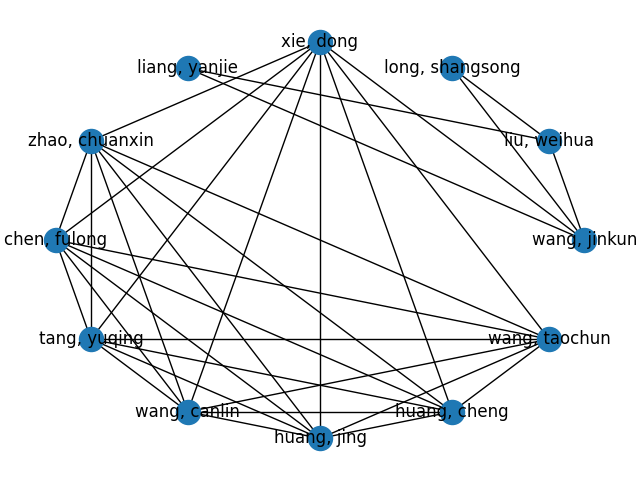 xie, dong
liang, yanjie
long, shangsong
zhao, chuanxin
liu, weihua
chen, fulong
wang, jinkun
tang, yuqing
wang, taochun
wang, canlin
huang, cheng
huang, jing